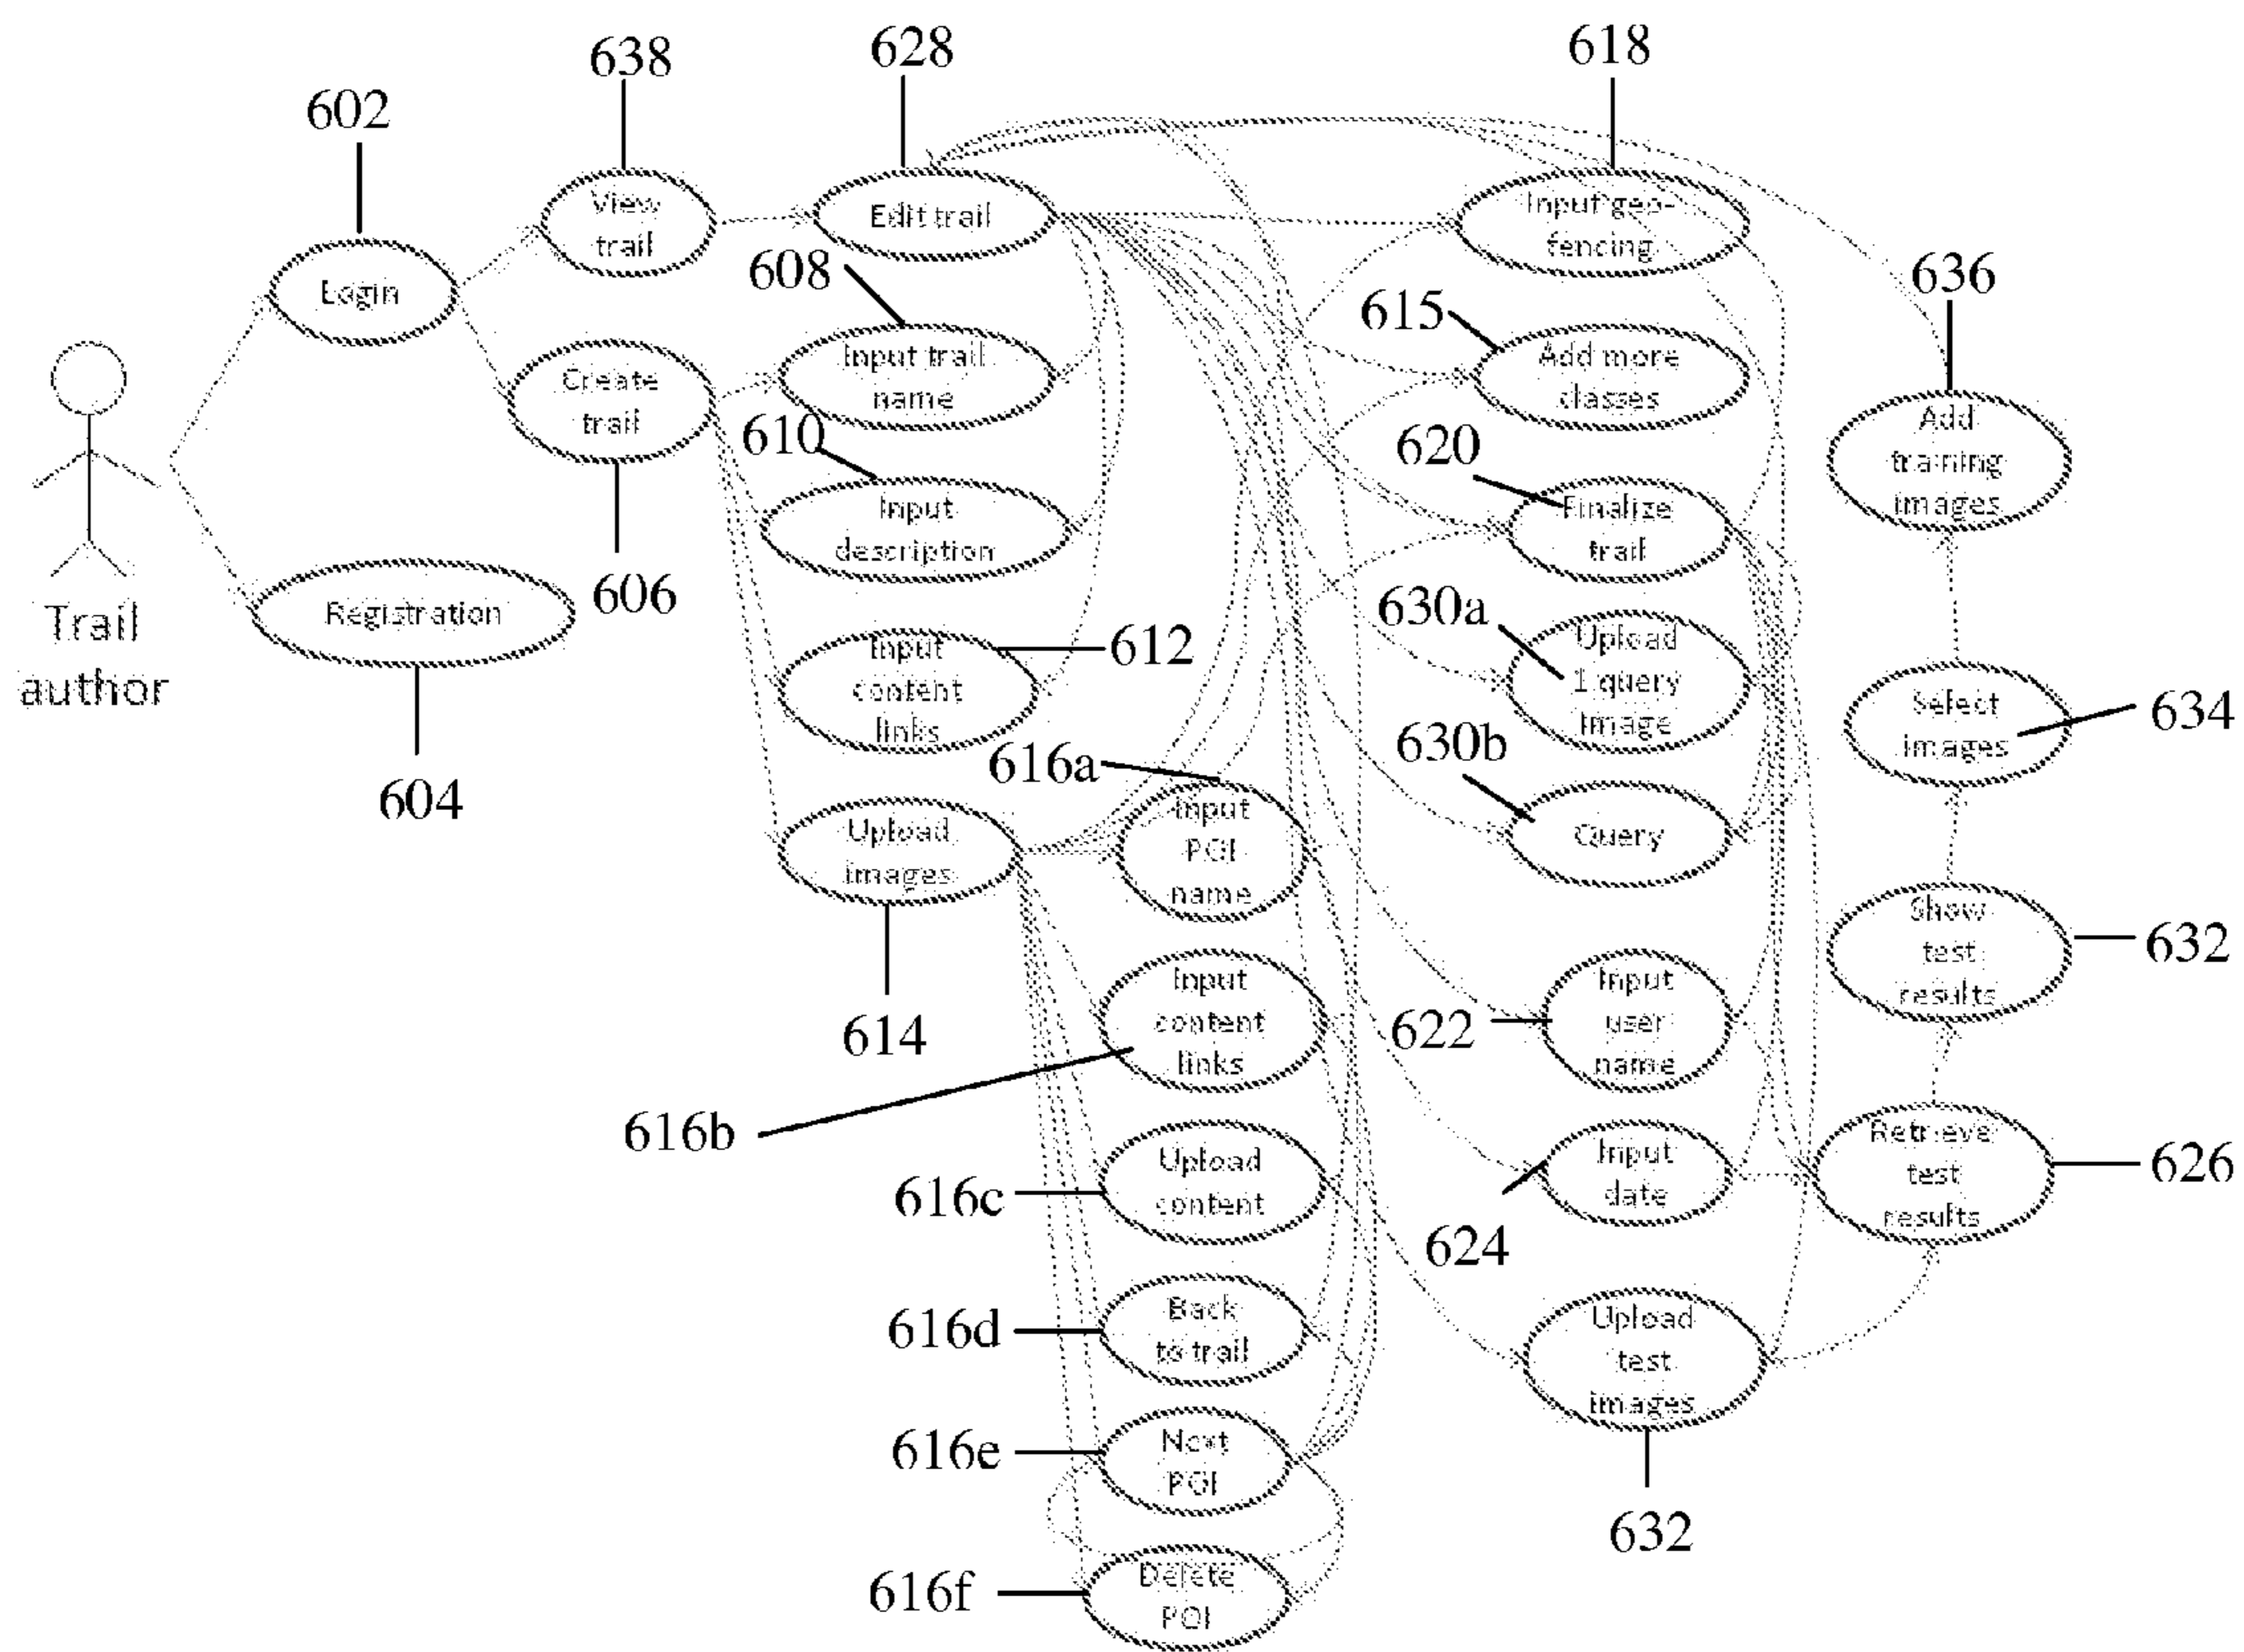 628
618
638
602
View
trail
Edit trail
Input geo-
fencing
608
636
Login
615
Input trail
name
Add more
classes
Create
trail
610
620
Add
training
images
Input
description
Finalize
trail
606
630a
Registration
Trail
author
Input
content
links
612
Upload
1 query
image
Select
images
634
604
616a
630b
Upload
images
Input
POI
name
Query
Show
test
results
632
614
Input
content
links
622
Input
user
name
616b
Upload
content
616c
Input
date
624
Retrieve
test
results
626
616d
Back
to trail
Upload
test
images
616e
Next
POI
632
616f
Delete
POI